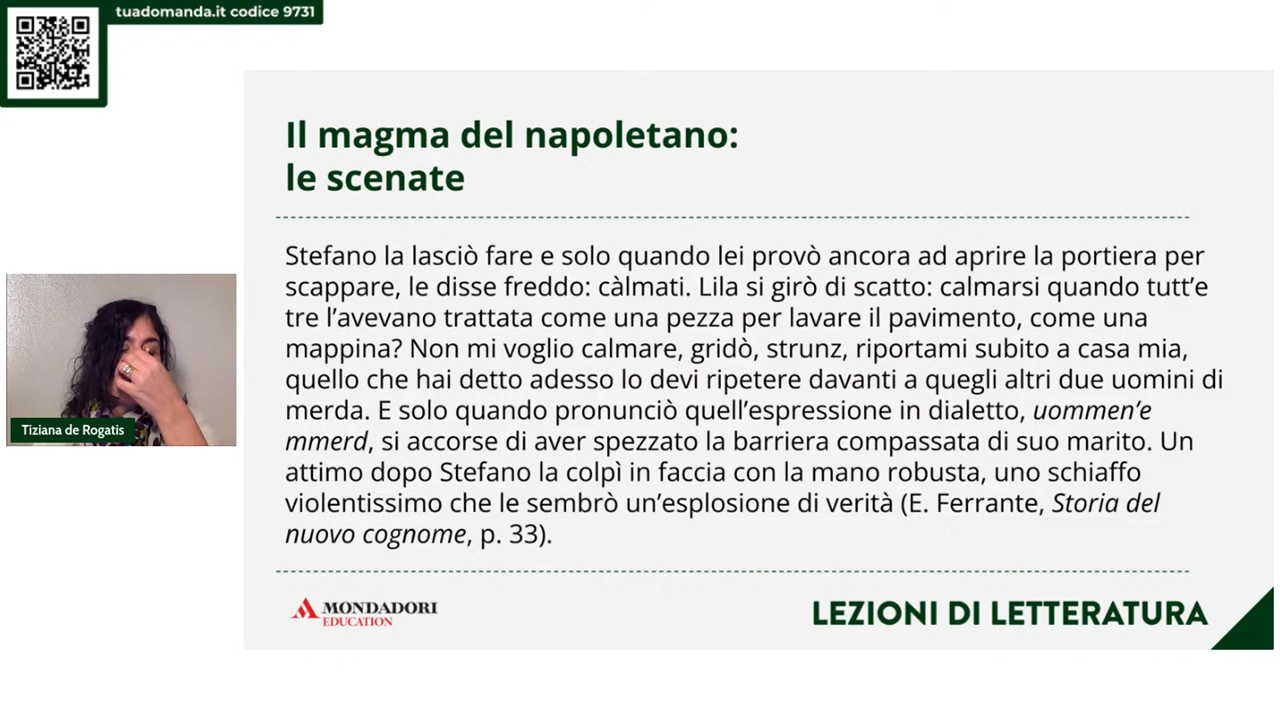 tuadomanda.it codice 9731
Il magma del napoletano:
le scenate
Stefano la lasciò fare e solo quando lei provò ancora ad aprire la portiera per
scappare, le disse freddo: càlmati. Lila si girò di scatto: calmarsi quando tutt’e
tre l’avevano trattata come una pezza per lavare il pavimento, come una
mappina? Non mi voglio calmare, gridò, strunz, riportami subito a casa mia,
quello che hai detto adesso lo devi ripetere davanti a quegli altri due uomini di
merda. E solo quando pronunciò quell’espressione in dialetto, uommen’e
mmerd, si accorse di aver spezzato la barriera compassata di suo marito. Un
attimo dopo Stefano la colpì in faccia con la mano robusta, uno schiaffo
violentissimo che le sembrò un’esplosione di verità (E. Ferrante, Storia del
nuovo cognome, p. 33).
Tiziana de Rogatis
MONDADORI
EDUCATION
LEZIONI DI LETTERATURA